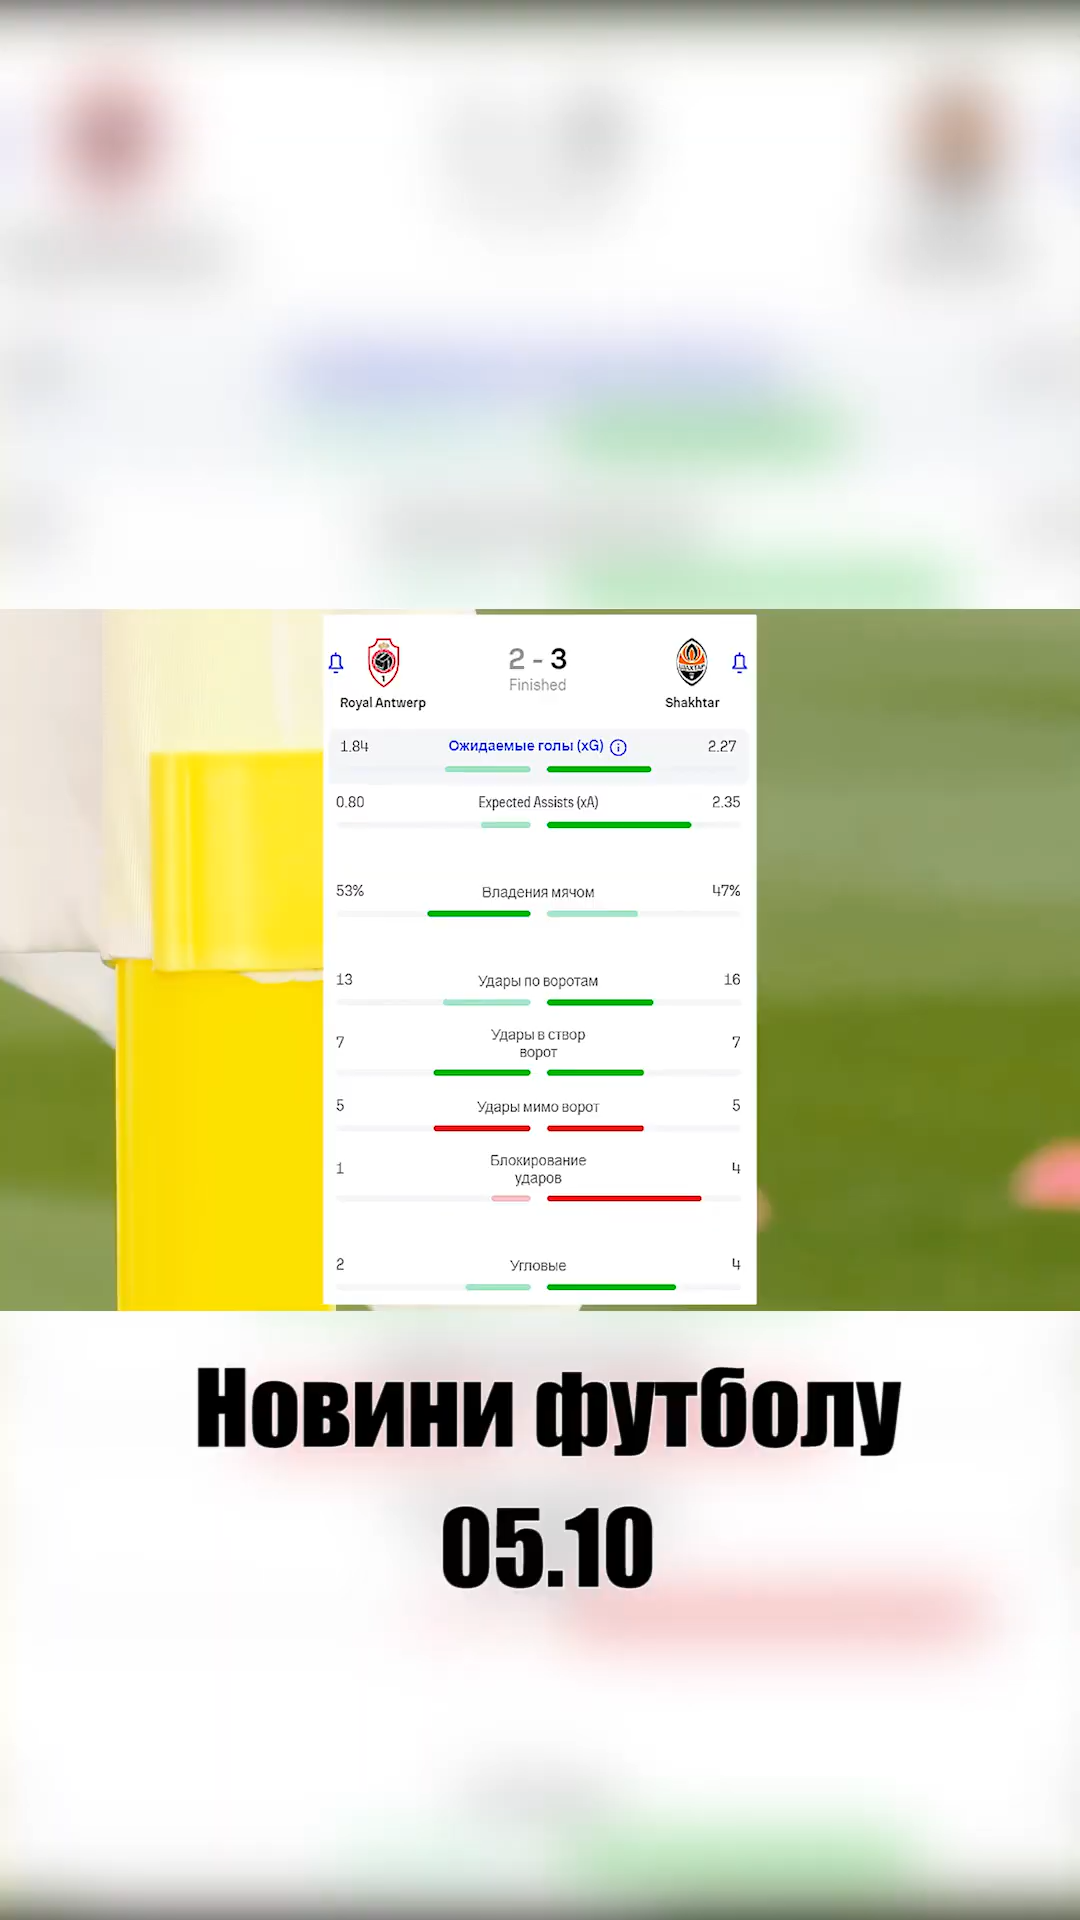 2 - 3
Finished
Royal Antwerp
Shakhtar
1.84 Ожидаемые голы (xG) 2.27
0.80 Expected Assists (xA) 2.35
53% Владения мячом 47%
13 Удары по воротам 16
7 Удары в створ ворот 7
5 Удары мимо ворот 5
1 Блокирование ударов 4
2 Угловые 4
Новини футболу
05.10